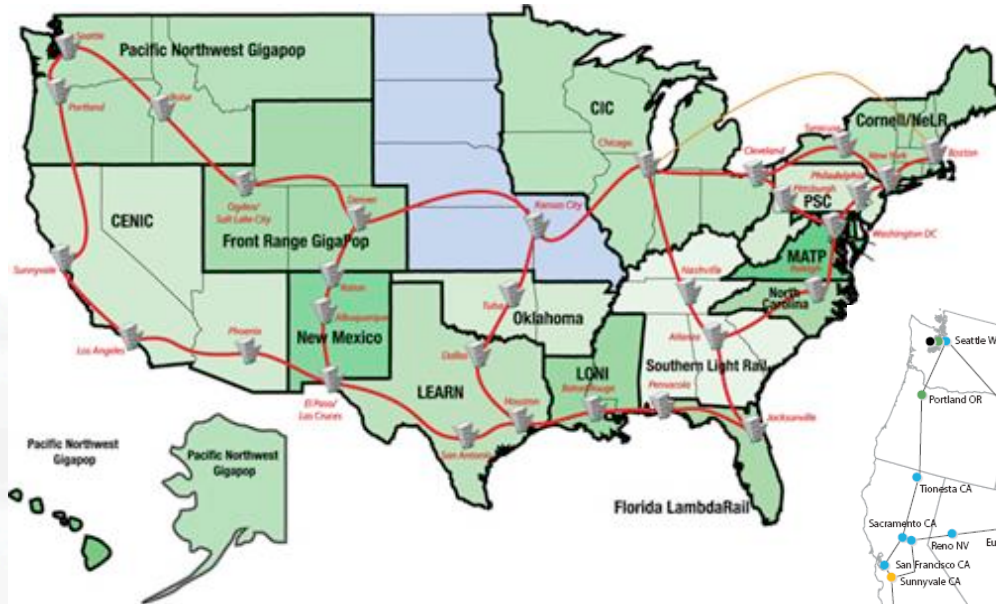 Seattle
Pacific Northwest Gigapop
Portland
Boise
CIC
Cornell/NeLR
Chicago
Cleveland
Syracuse
New York
Boston
Philadelphia
Pittsburgh
PSC
CENIC
Ogden/
Salt Lake City
Denver
Kansas City
Front Range GigaPop
Washington DC
MATP
Raleigh
Sunnyvale
Raton
Nashville
Albuquerque
Tulsa
North
Carolina
Oklahoma
New Mexico
Los Angeles
Phoenix
Atlanta
Dallas
Southern Light Rail
LONI
Baton Rouge
Pensacola
LEARN
Houston
El Paso/
Las Cruces
Jacksonville
San Antonio
Pacific Northwest
Gigapop
Pacific Northwest
Gigapop
Florida LambdaRail
Seattle W
Portland OR
Tionesta CA
Sacramento CA
Reno NV
Eu
San Francisco CA
Sunnyvale CA